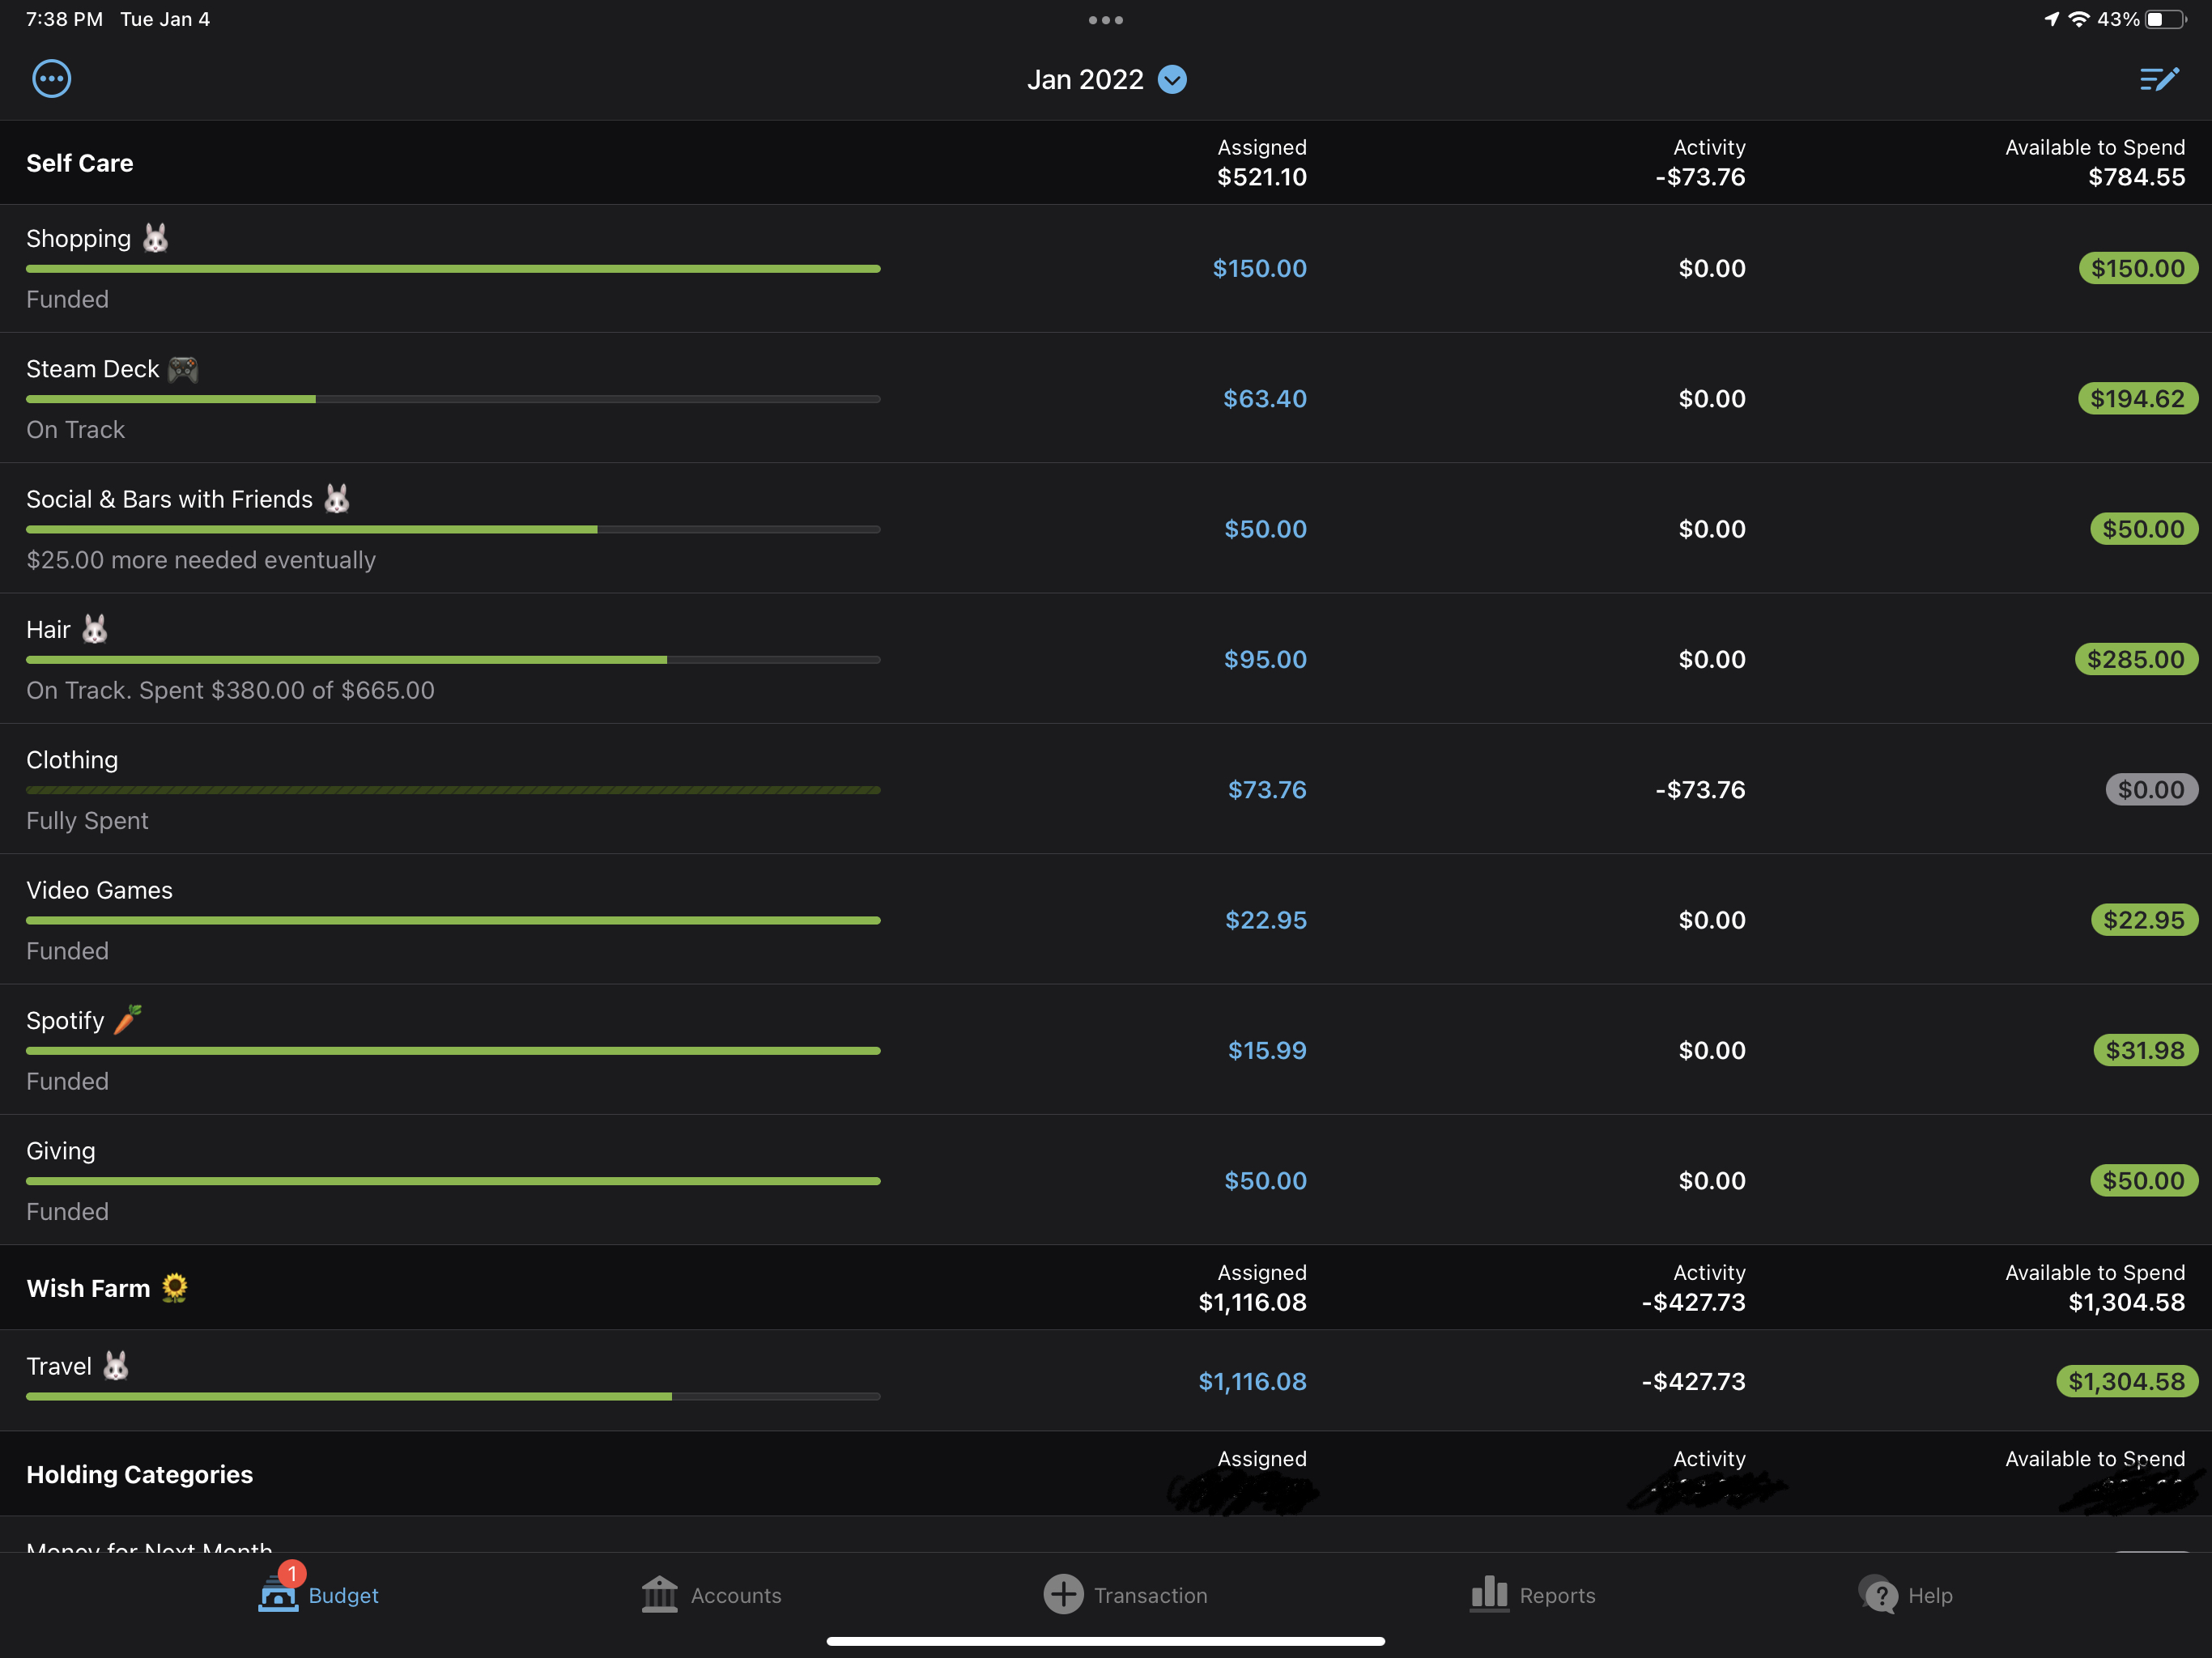 7:38 PM Tue Jan 4
43%
Jan 2022
Self Care
Assigned
$521.10
Activity
-$73.76
Available to Spend
$784.55
Shopping 🐰
$150.00
$0.00
$150.00
Funded
Steam Deck 🎮
$63.40
$0.00
$194.62
On Track
Social & Bars with Friends 🐰
$50.00
$0.00
$50.00
$25.00 more needed eventually
Hair 🐰
$95.00
$0.00
$285.00
On Track. Spent $380.00 of $665.00
Clothing
$73.76
-$73.76
$0.00
Fully Spent
Video Games
$22.95
$0.00
$22.95
Funded
Spotify 🥕
$15.99
$0.00
$31.98
Funded
Giving
$50.00
$0.00
$50.00
Funded
Wish Farm 🌻
Assigned
$1,116.08
Activity
-$427.73
Available to Spend
$1,304.58
Travel 🐰
$1,116.08
-$427.73
$1,304.58
Holding Categories
Assigned
Activity
Available to Spend
Money for Next Month
1
Budget
Accounts
Transaction
Reports
Help